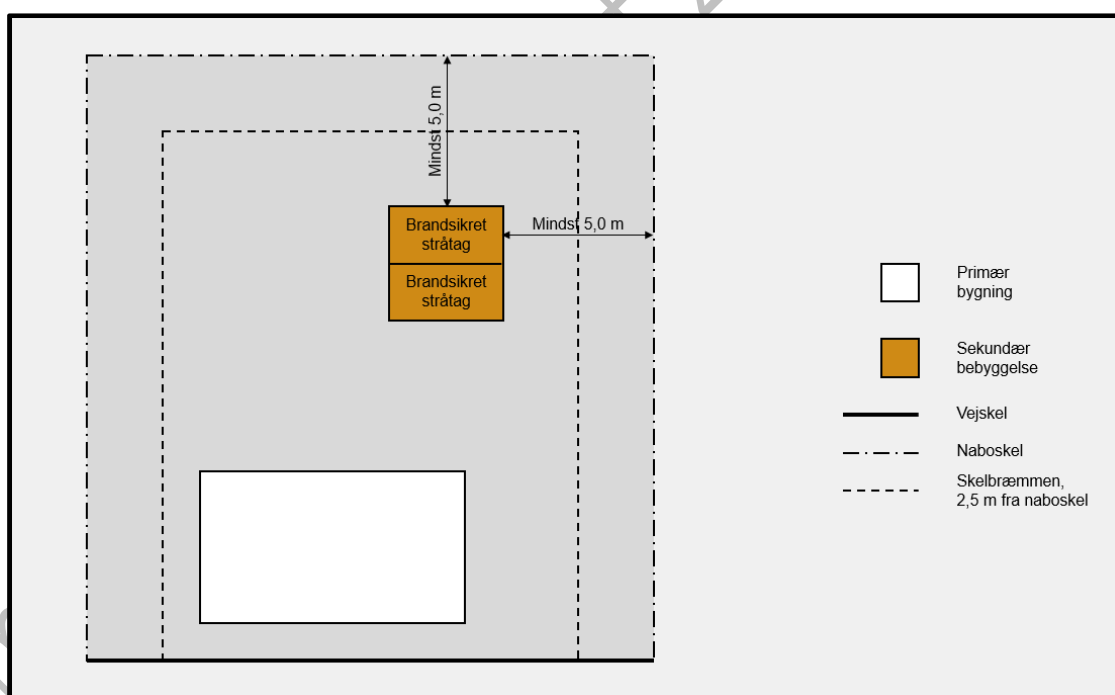 Mindst 5,0 m
Brandsikret
stråtag
Mindst 5,0 m
Brandsikret
stråtag
Primær
bygning
Sekundær
bebyggelse
Vejskel
Naboskel
Skelbræmmen,
2,5 m fra naboskel